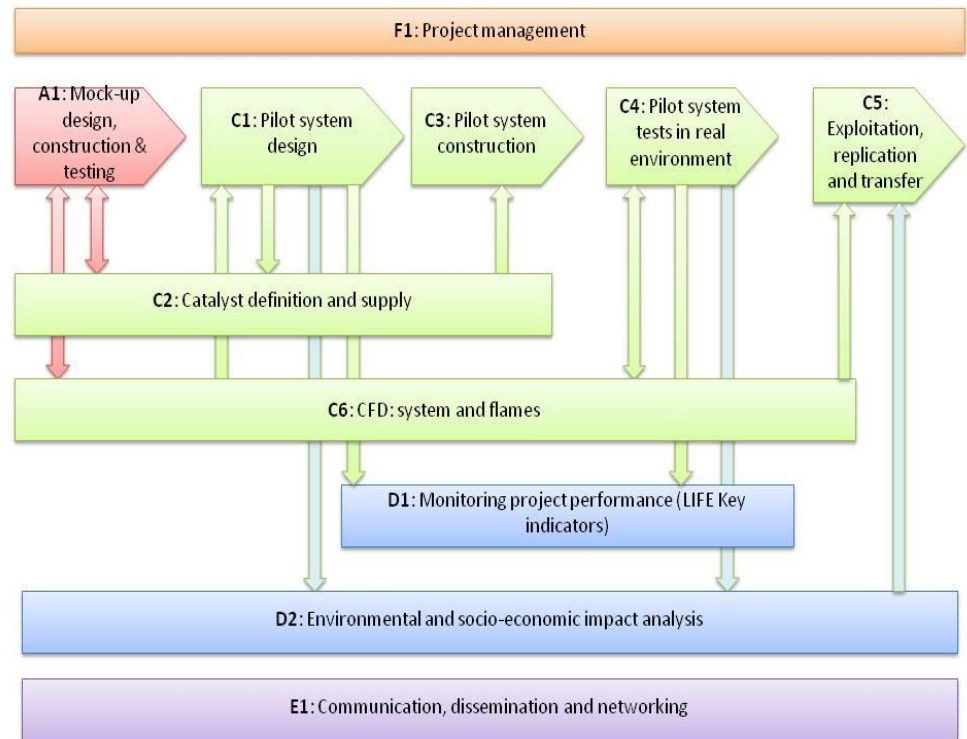 F1: Project management
A1: Mock-up
design,
construction &
testing
C1: Pilot system
design
C3: Pilot system
construction
C4: Pilot system
tests in real
environment
C5:
Exploitation,
replication
and transfer
C2: Catalyst definition and supply
C6: CFD: system and flames
D1: Monitoring project performance (LIFE Key
indicators)
D2: Environmental and socio-economic impact analysis
E1: Communication, dissemination and networking